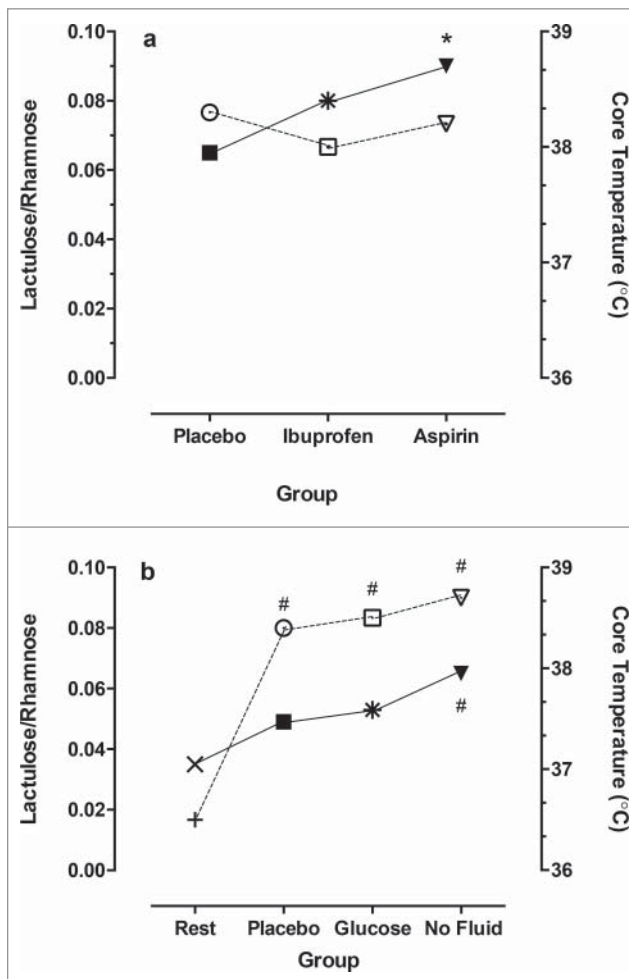 a
*
0.10
0.08
0.06
0.04
0.02
0.00
Lactulose/Rhamnose
39
38
37
36
Core Temperature (°C)
Placebo Ibuprofen Aspirin
Group
b
# # #
#
0.10
0.08
0.06
0.04
0.02
0.00
Lactulose/Rhamnose
39
38
37
36
Core Temperature (°C)
Rest Placebo Glucose No Fluid
Group